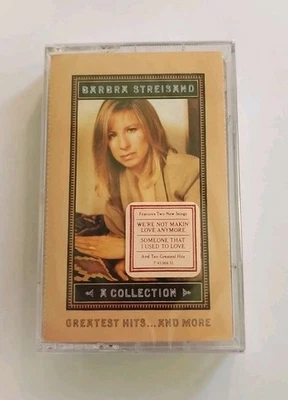 BARBRA STREISAND
Features Two New Songs
WE'RE NOT MAKIN'
LOVE ANYMORE
SOMEONE THAT
I USED TO LOVE
And Ten Greatest Hits
A COLLECTION
GREATEST HITS...AND MORE